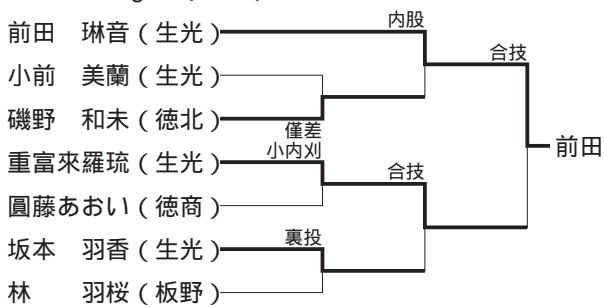 内股
前田 琳音(生光)
合技
小前 美蘭(生光)
磯野 和未(徳北)
僅差
小内刈
前田
重富來羅琉(生光)
合技
圓藤あおい(徳商)
裏投
坂本 羽香(生光)
林 羽桜(板野)